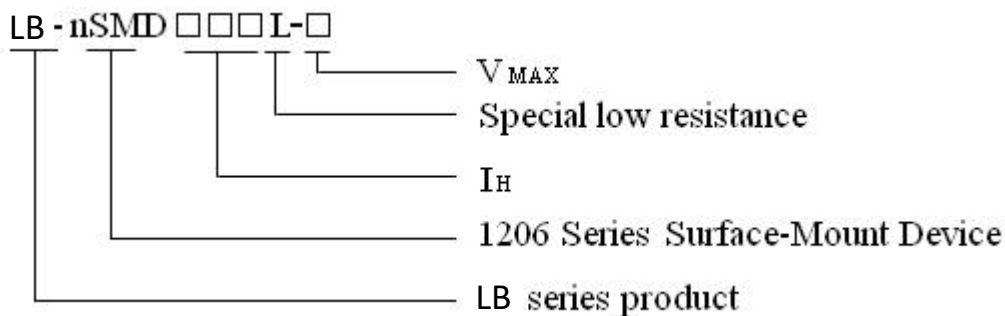 LB-nSMD □□□ L-□
VMAX
Special low resistance
IH
1206 Series Surface-Mount Device
LB series product